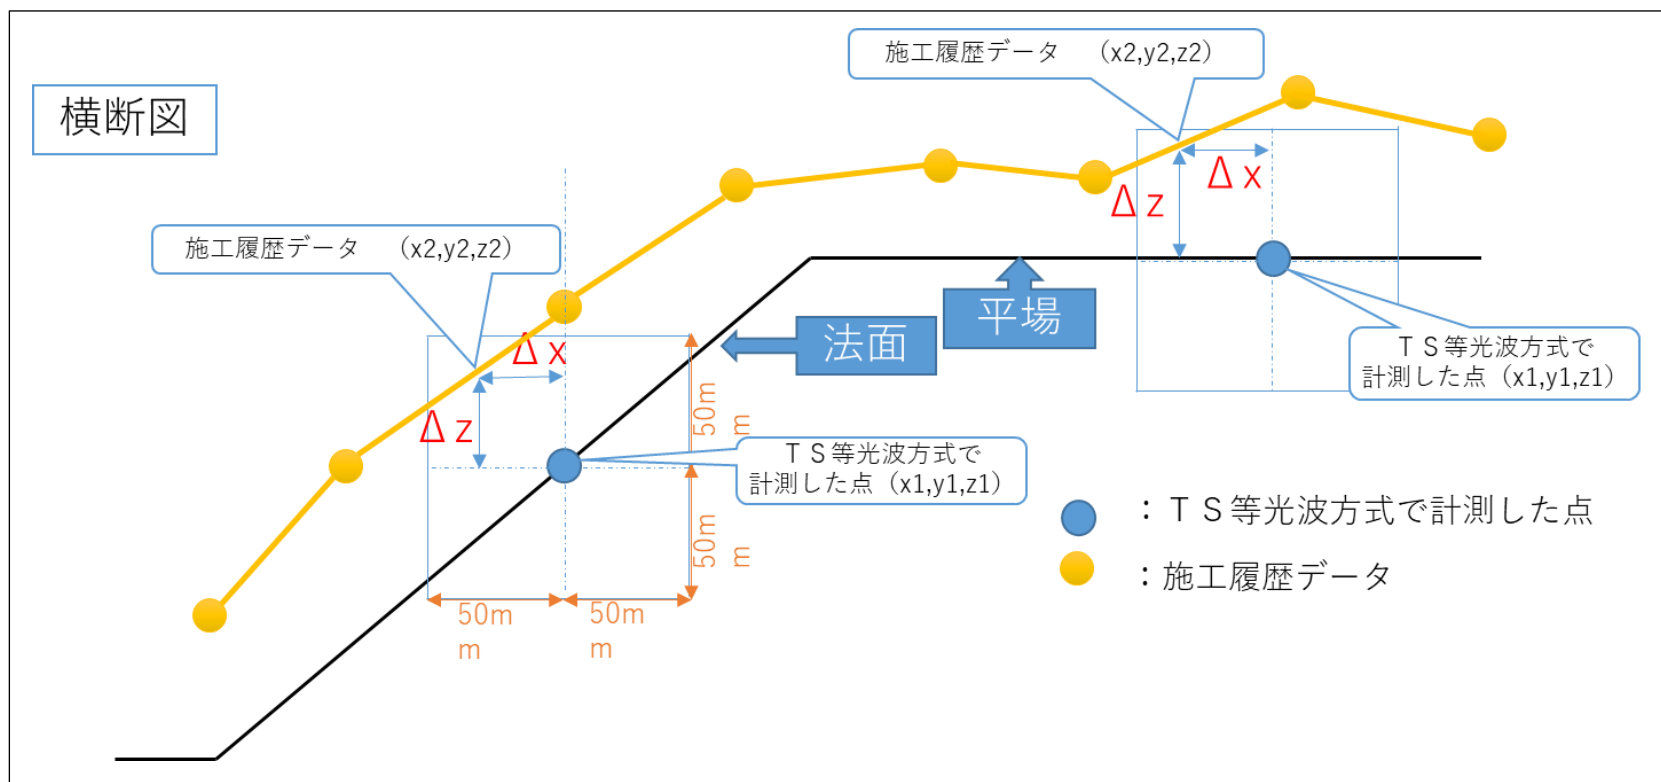 横断図
施工履歴データ　（x2,y2,z2）
Δｘ
Δｚ
施工履歴データ　（x2,y2,z2）
Δｘ
Δｚ
法面
平場
ＴＳ等光波方式で
計測した点（x1,y1,z1）
50m
m
ＴＳ等光波方式で
計測した点（x1,y1,z1）
50m
m
50m
m
50m
m
：ＴＳ等光波方式で計測した点
：施工履歴データ